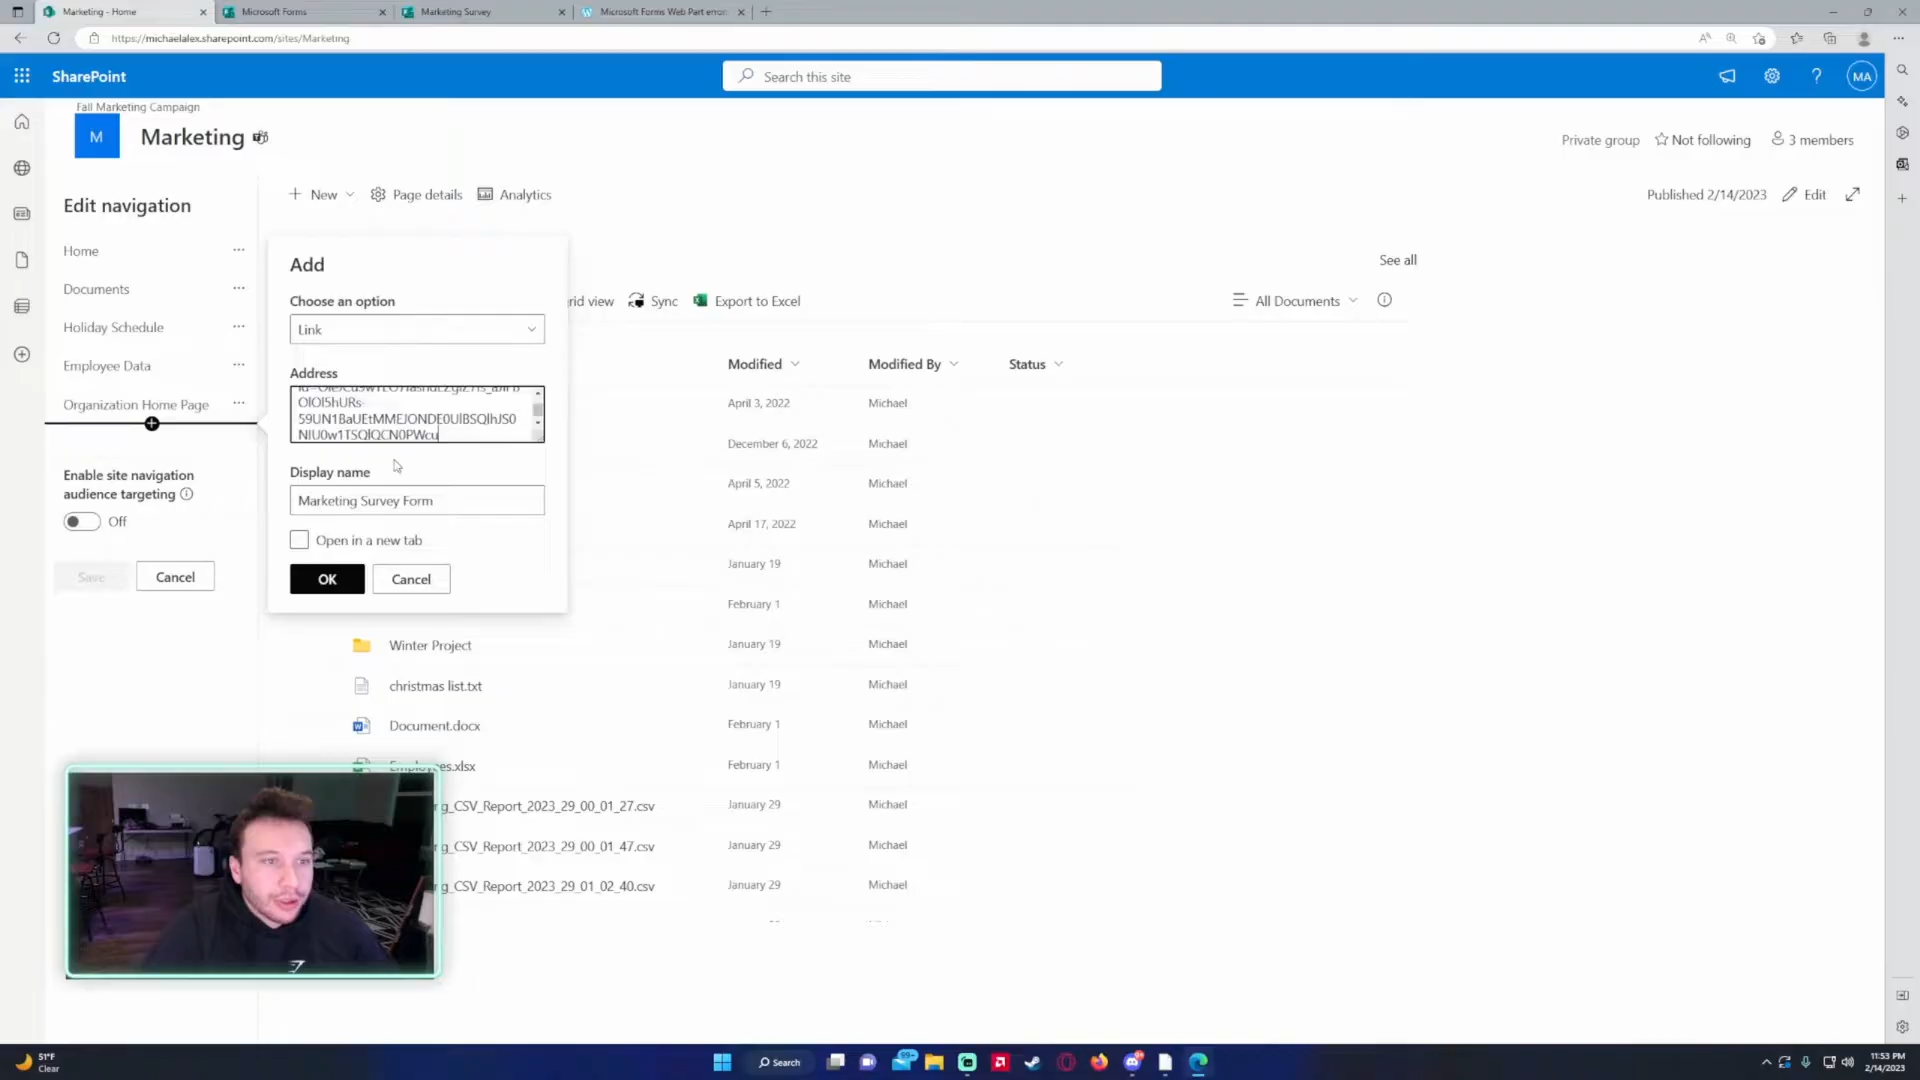 Marketing - Home
Microsoft Forms
Marketing Survey
Microsoft Forms Web Part error
https://michaelalex.sharepoint.com/sites/Marketing
SharePoint
Search this site
MA
Fall Marketing Campaign
M
Marketing
Private group
Not following
3 members
Edit navigation
New
Page details
Analytics
Published 2/14/2023
Edit
Home
Documents
Holiday Schedule
Employee Data
Organization Home Page
Enable site navigation
audience targeting
Off
Save
Cancel
Add
Choose an option
Link
Address
59UN1BaUEtMMEJONDE0UlBSQlhJS0
NIU0w1TSQlQCN0PWcu
Display name
Marketing Survey Form
Open in a new tab
OK
Cancel
See all
rid view
Sync
Export to Excel
All Documents
Modified
Modified By
Status
April 3, 2022
Michael
December 6, 2022
Michael
April 5, 2022
Michael
April 17, 2022
Michael
January 19
Michael
February 1
Michael
Winter Project
January 19
Michael
christmas list.txt
January 19
Michael
Document.docx
February 1
Michael
Employees.xlsx
February 1
Michael
g_CSV_Report_2023_29_00_01_27.csv
January 29
Michael
g_CSV_Report_2023_29_00_01_47.csv
January 29
Michael
g_CSV_Report_2023_29_01_02_40.csv
January 29
Michael
51°F
Clear
Search
99+
11:53 PM
2/14/2023